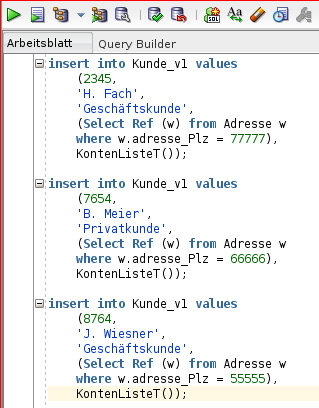 SQL Aa
Arbeitsblatt Query Builder
insert into Kunde_v1 values
(2345,
'H. Fach',
'Geschäftskunde',
(Select Ref (w) from Adresse w
where w.adresse_Plz = 77777),
KontenListeT());
insert into Kunde_v1 values
(7654,
'B. Meier',
'Privatkunde',
(Select Ref (w) from Adresse w
where w.adresse_Plz = 66666),
KontenListeT());
insert into Kunde_v1 values
(8764,
'J. Wiesner',
'Geschäftskunde',
(Select Ref (w) from Adresse w
where w.adresse_Plz = 55555),
KontenListeT());